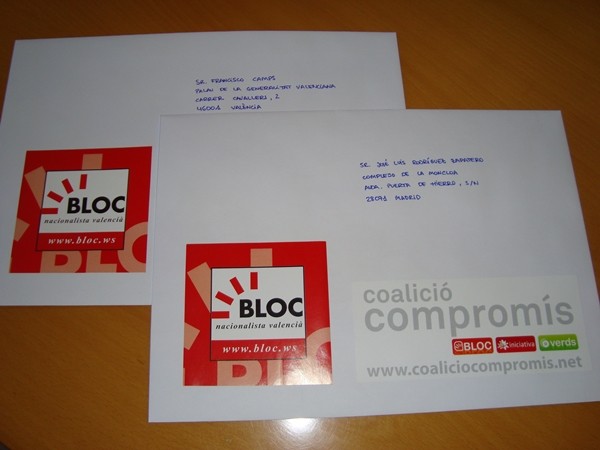 SR. FRANCISCO CAMPS
PALAU DE LA GENERALITAT VALENCIANA
CARRER CAVALLERS, 2
46001 VALÈNCIA
BLOC
nacionalista valencià
www.bloc.ws
BLOC
SR. JOSÉ LUÍS RODRÍGUEZ ZAPATERO
COMPLEJO DE LA MONCLOA
AVDA. PUERTA DE HIERRO, S/N
28071 MADRID
BLOC
nacionalista valencià
www.bloc.ws
BLOC
coalició
compromís
BLOC iniciativa verds
www.coaliciocompromis.net